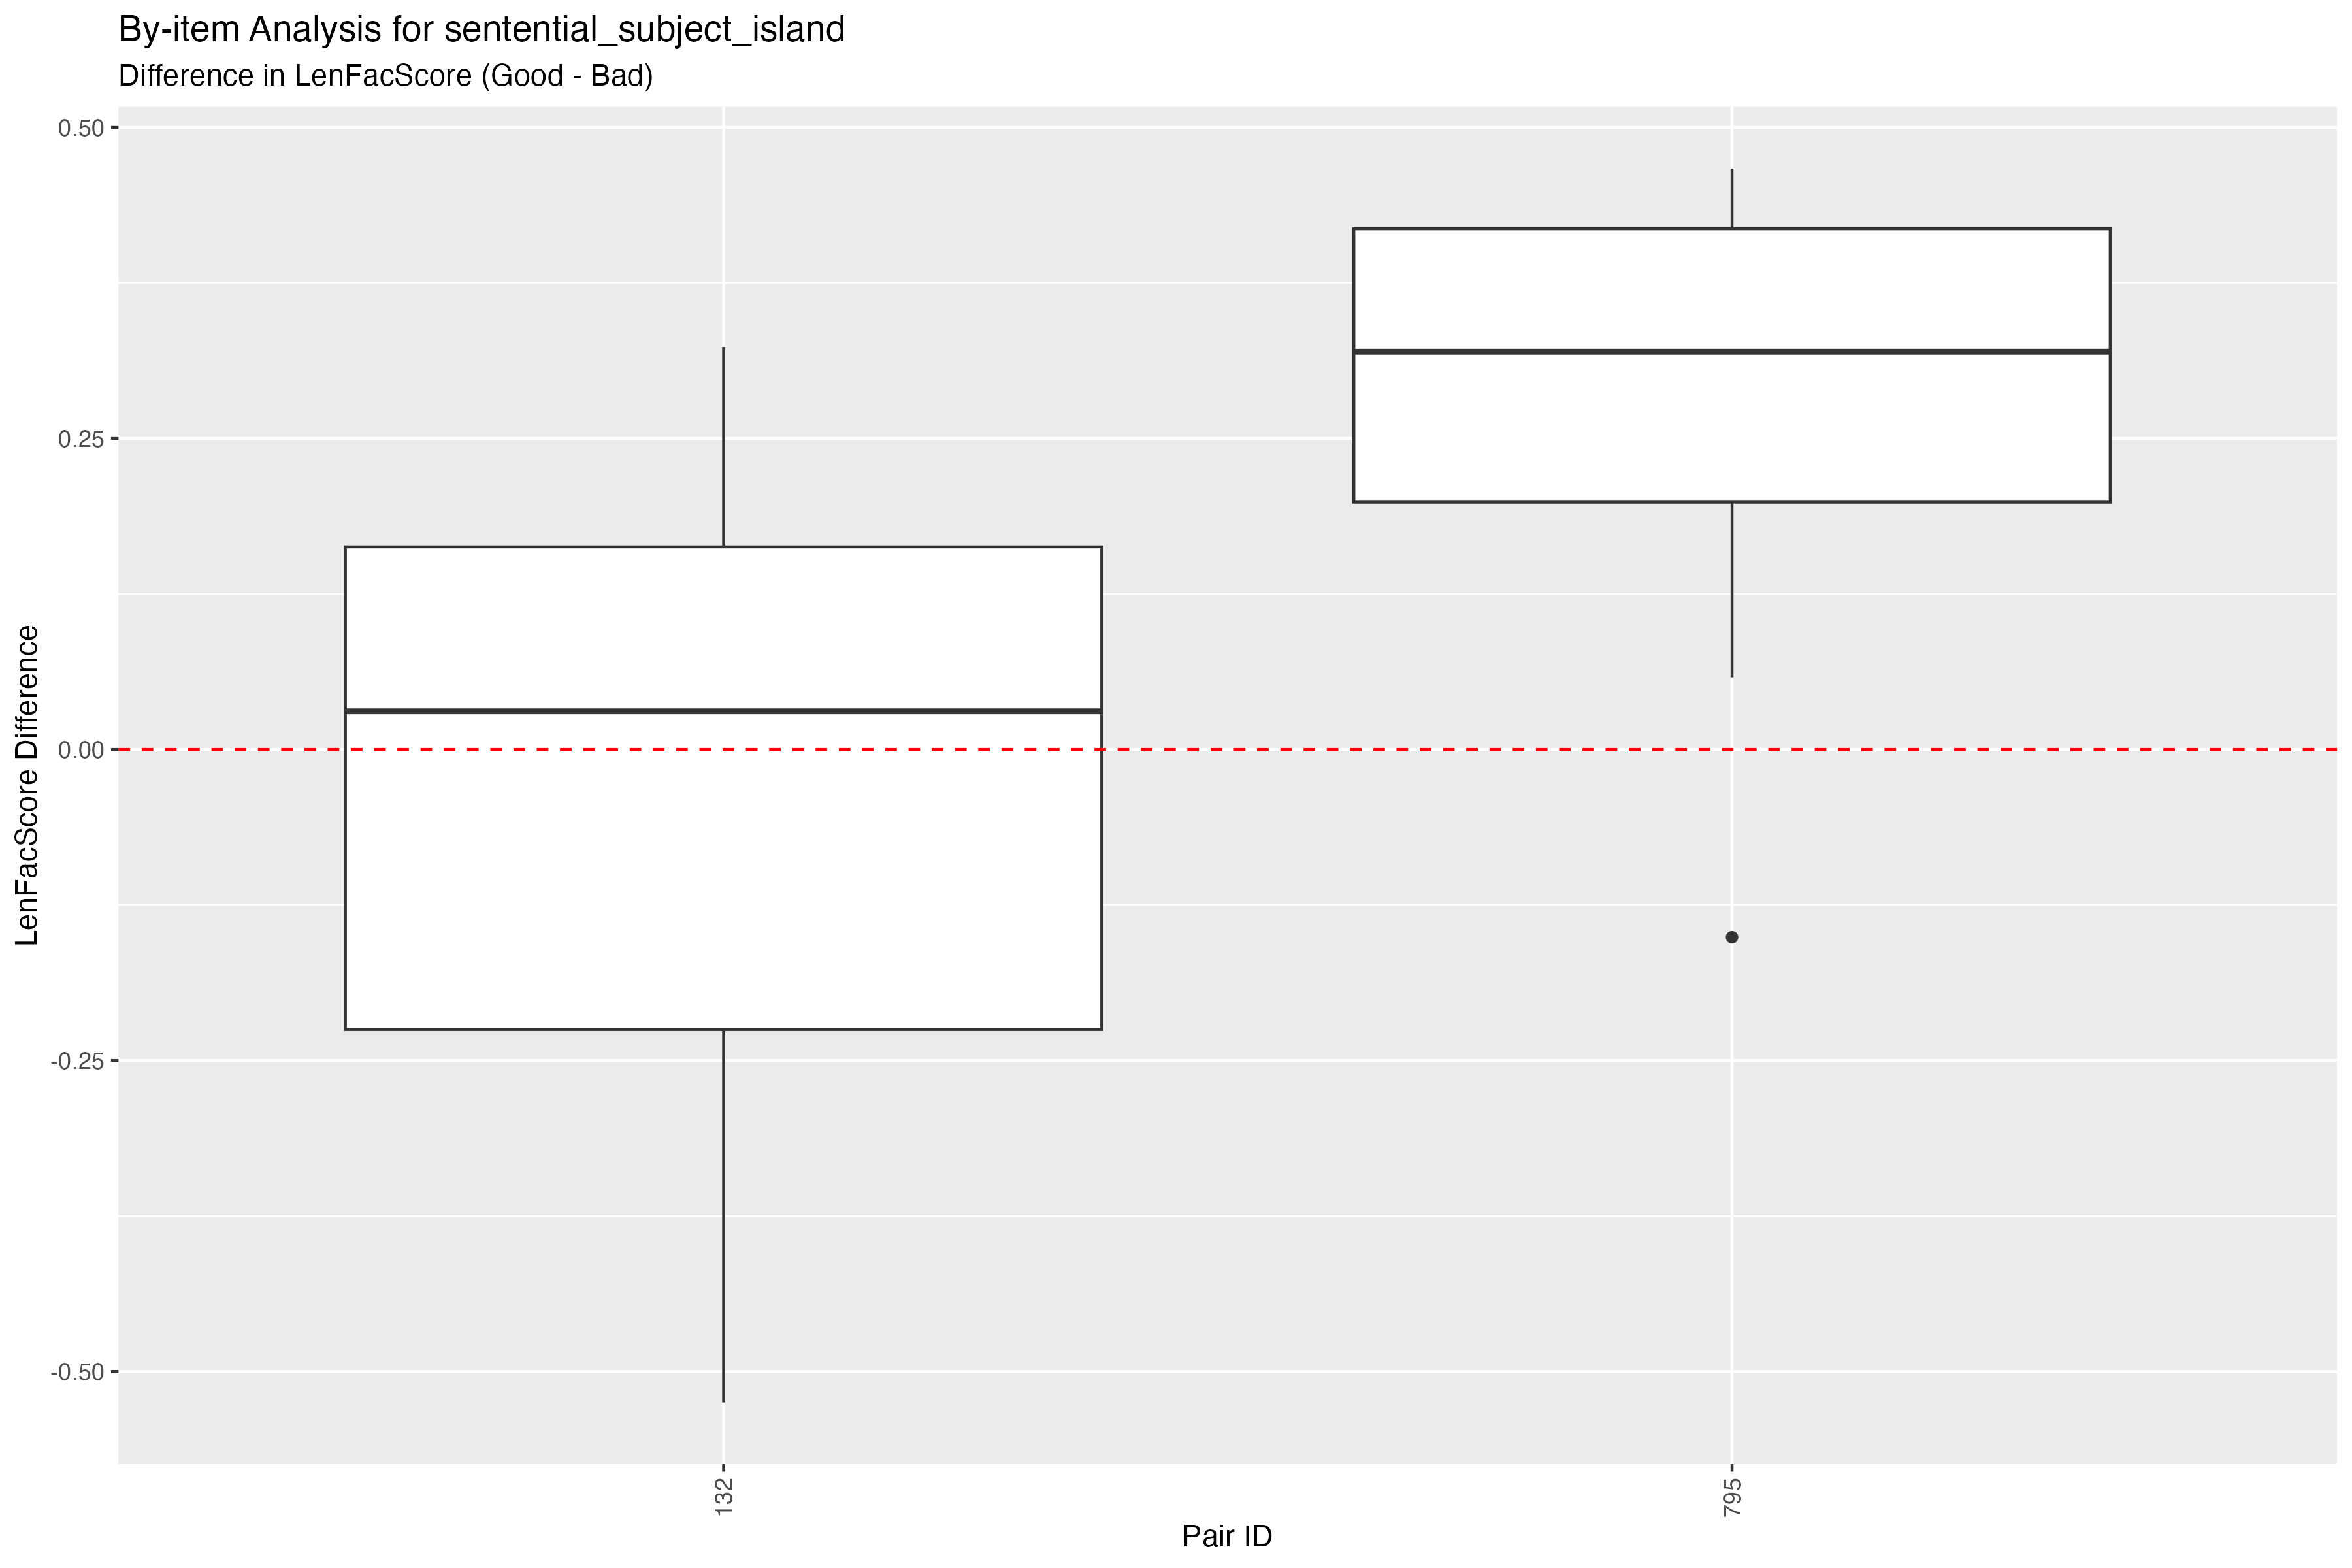 By-item Analysis for sentential_subject_island
Difference in LenFacScore (Good - Bad)
LenFacScore Difference
0.50
0.25
0.00
-0.25
-0.50
132
795
Pair ID